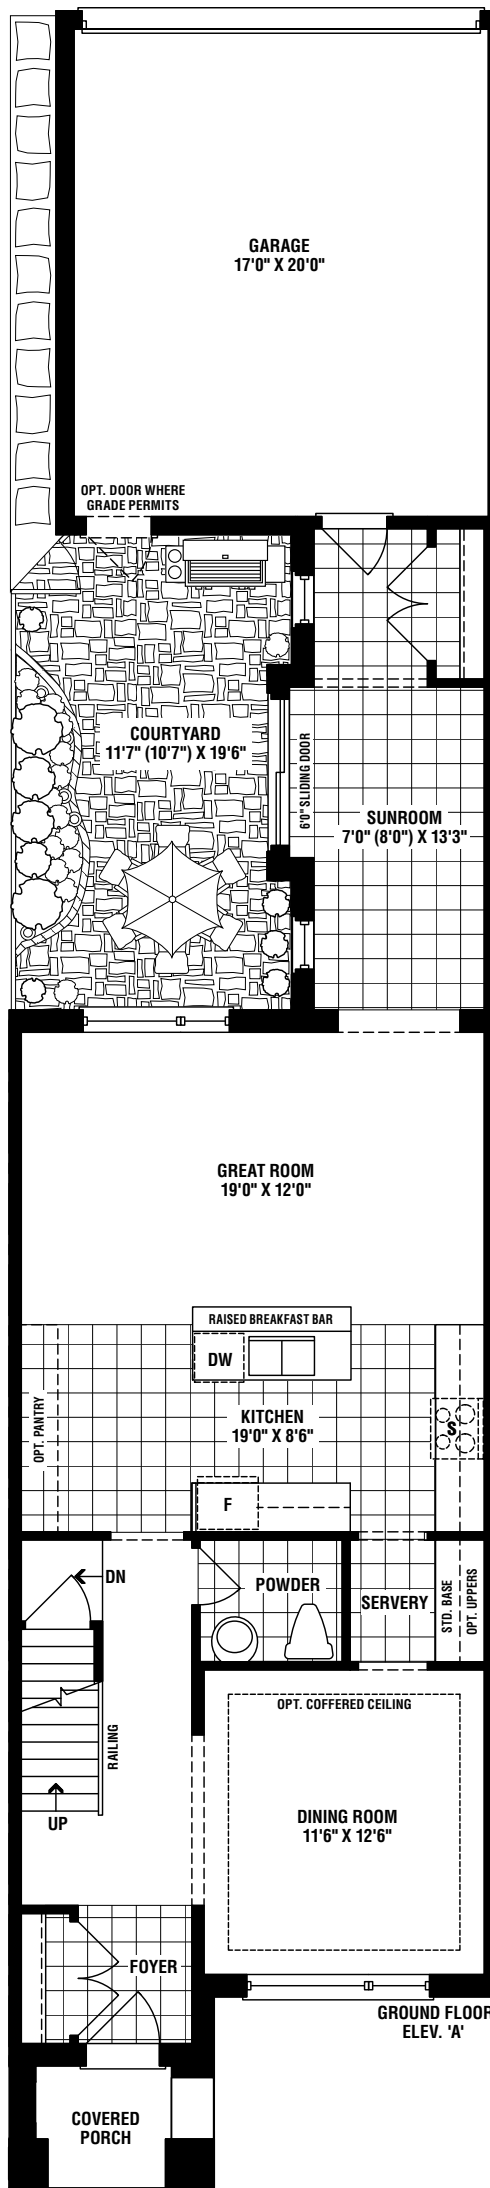 GARAGE
17'0" X 20'0"
OPT. DOOR WHERE
GRADE PERMITS
COURTYARD
11'7" (10'7") X 19'6"
6'0" SLIDING DOOR
SUNROOM
7'0" (8'0") X 13'3"
GREAT ROOM
19'0" X 12'0"
RAISED BREAKFAST BAR
DW
OPT. PANTRY
KITCHEN
19'0" X 8'6"
S
F
DN
POWDER
SERVERY
STD. BASE
OPT. UPPERS
OPT. COFFERED CEILING
RAILING
UP
DINING ROOM
11'6" X 12'6"
FOYER
GROUND FLOOR
ELEV. 'A'
COVERED
PORCH